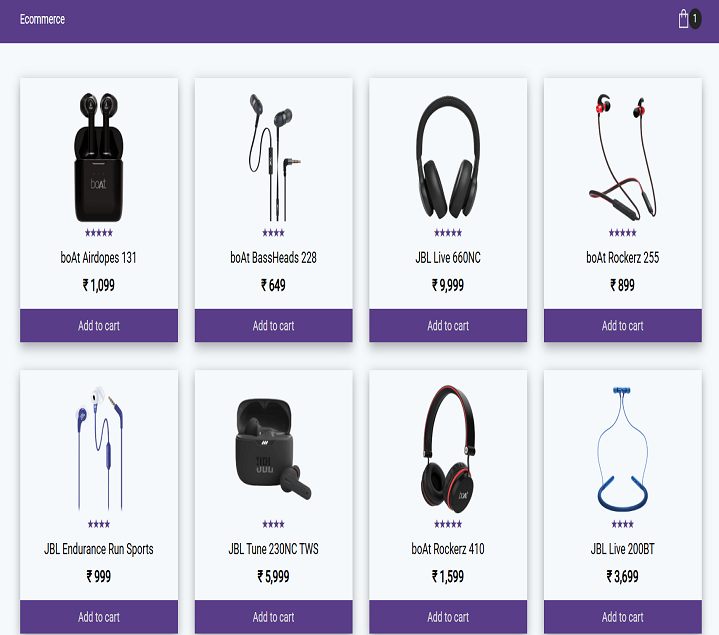 Ecommerce
1
boAt
★★★★★ ★★★★ ★★★★★ ★★★★★
boAt Airdopes 131 boAt BassHeads 228 JBL Live 660NC boAt Rockerz 255
₹ 1,099 ₹ 649 ₹ 9,999 ₹ 899
Add to cart Add to cart Add to cart Add to cart
JBL
boAt
★★★★ ★★★★ ★★★★★ ★★★★
JBL Endurance Run Sports JBL Tune 230NC TWS boAt Rockerz 410 JBL Live 200BT
₹ 999 ₹ 5,999 ₹ 1,599 ₹ 3,699
Add to cart Add to cart Add to cart Add to cart